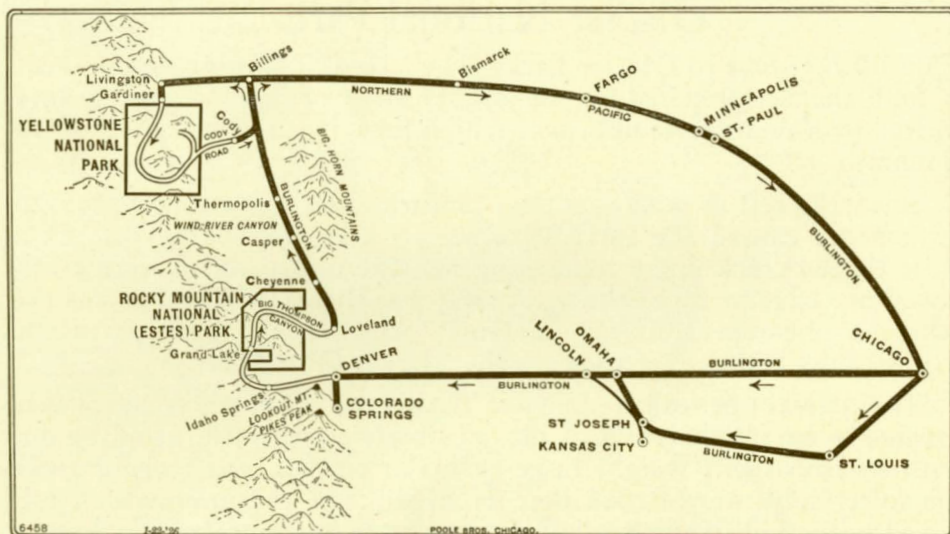 Billings
Bismarck
FARGO
MINNEAPOLIS
ST. PAUL
Livingston
Gardiner
NORTHERN
PACIFIC
YELLOWSTONE
NATIONAL
PARK
Cody
CODY
ROAD
BIG HORN MOUNTAINS
Thermopolis
BURLINGTON
WIND RIVER CANYON
Casper
BURLINGTON
Cheyenne
ROCKY MOUNTAIN
NATIONAL
(ESTES) PARK
BIG THOMPSON
CANYON
Loveland
Grand Lake
DENVER
LINCOLN
OMAHA
CHICAGO
BURLINGTON
BURLINGTON
Idaho Springs
LOOKOUT MT.
PIKES PEAK
COLORADO
SPRINGS
ST JOSEPH
KANSAS CITY
BURLINGTON
ST. LOUIS
6458
POOLE BROS. CHICAGO.